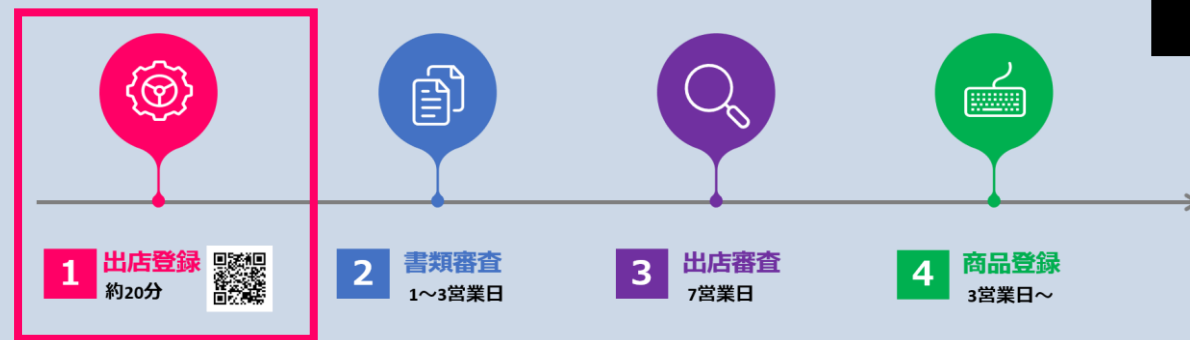 1 出店登録
約20分
2 書類審査
1～3営業日
3 出店審査
7営業日
4 商品登録
3営業日～